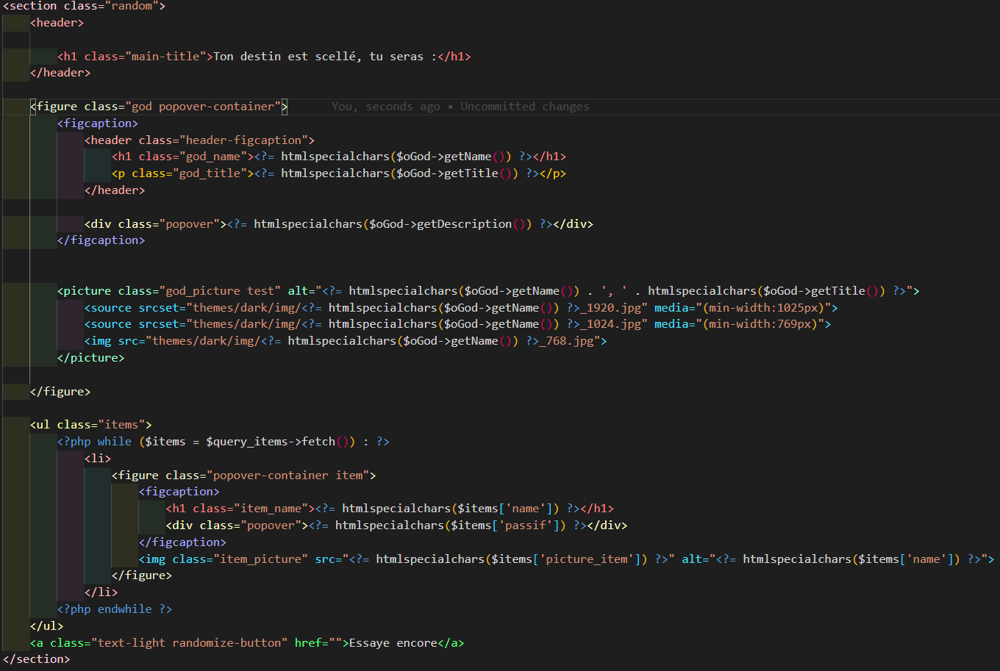 <section class="random">
<header>
<h1 class="main-title">Ton destin est scellé, tu seras :</h1>
</header>
<figure class="god popover-container"> You, seconds ago • Uncommitted changes
<figcaption>
<header class="header-figcaption">
<h1 class="god_name"><?= htmlspecialchars($oGod->getName()) ?></h1>
<p class="god_title"><?= htmlspecialchars($oGod->getTitle()) ?></p>
</header>
<div class="popover"><?= htmlspecialchars($oGod->getDescription()) ?></div>
</figcaption>
<picture class="god_picture test" alt="<?= htmlspecialchars($oGod->getName()) . ', ' . htmlspecialchars($oGod->getTitle()) ?>">
<source srcset="themes/dark/img/<?= htmlspecialchars($oGod->getName()) ?>_1920.jpg" media="(min-width:1025px)">
<source srcset="themes/dark/img/<?= htmlspecialchars($oGod->getName()) ?>_1024.jpg" media="(min-width:769px)">
<img src="themes/dark/img/<?= htmlspecialchars($oGod->getName()) ?>_768.jpg">
</picture>
</figure>
<ul class="items">
<?php while ($items = $query_items->fetch()) : ?>
<li>
<figure class="popover-container item">
<figcaption>
<h1 class="item_name"><?= htmlspecialchars($items['name']) ?></h1>
<div class="popover"><?= htmlspecialchars($items['passif']) ?></div>
</figcaption>
<img class="item_picture" src="<?= htmlspecialchars($items['picture_item']) ?>" alt="<?= htmlspecialchars($items['name']) ?>">
</figure>
</li>
<?php endwhile ?>
</ul>
<a class="text-light randomize-button" href="">Essaye encore</a>
</section>